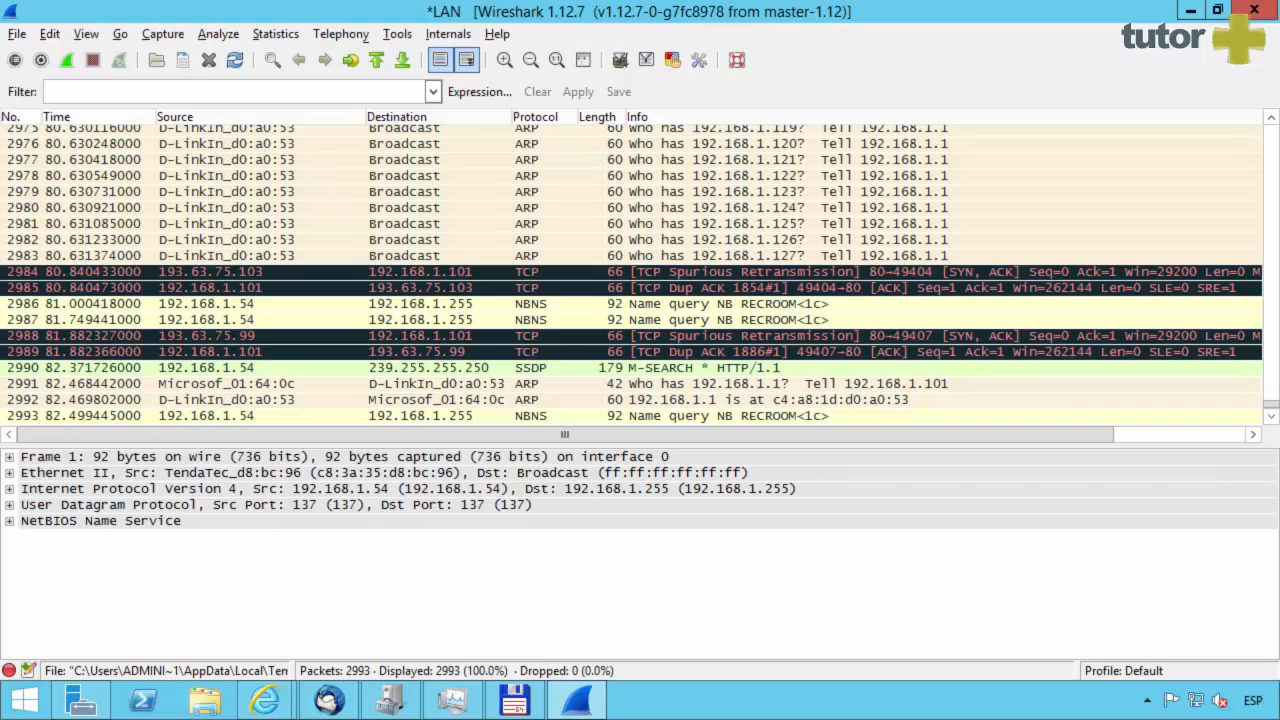 *LAN [Wireshark 1.12.7 (v1.12.7-0-g7fc8978 from master-1.12)]
File Edit View Go Capture Analyze Statistics Telephony Tools Internals Help
tutor
Filter: Expression... Clear Apply Save
No. Time Source Destination Protocol Length Info
2975 80.630116000 D-LinkIn_d0:a0:53 Broadcast ARP 60 Who has 192.168.1.119? Tell 192.168.1.1
2976 80.630248000 D-LinkIn_d0:a0:53 Broadcast ARP 60 Who has 192.168.1.120? Tell 192.168.1.1
2977 80.630418000 D-LinkIn_d0:a0:53 Broadcast ARP 60 Who has 192.168.1.121? Tell 192.168.1.1
2978 80.630549000 D-LinkIn_d0:a0:53 Broadcast ARP 60 Who has 192.168.1.122? Tell 192.168.1.1
2979 80.630731000 D-LinkIn_d0:a0:53 Broadcast ARP 60 Who has 192.168.1.123? Tell 192.168.1.1
2980 80.630921000 D-LinkIn_d0:a0:53 Broadcast ARP 60 Who has 192.168.1.124? Tell 192.168.1.1
2981 80.631085000 D-LinkIn_d0:a0:53 Broadcast ARP 60 Who has 192.168.1.125? Tell 192.168.1.1
2982 80.631233000 D-LinkIn_d0:a0:53 Broadcast ARP 60 Who has 192.168.1.126? Tell 192.168.1.1
2983 80.631374000 D-LinkIn_d0:a0:53 Broadcast ARP 60 Who has 192.168.1.127? Tell 192.168.1.1
2984 80.840433000 193.63.75.103 192.168.1.101 TCP 66 [TCP Spurious Retransmission] 80→49404 [SYN, ACK] Seq=0 Ack=1 Win=29200 Len=0 M
2985 80.840473000 192.168.1.101 193.63.75.103 TCP 66 [TCP Dup ACK 1854#1] 49404→80 [ACK] Seq=1 Ack=1 Win=262144 Len=0 SLE=0 SRE=1
2986 81.000418000 192.168.1.54 192.168.1.255 NBNS 92 Name query NB RECROOM<1c>
2987 81.749441000 192.168.1.54 192.168.1.255 NBNS 92 Name query NB RECROOM<1c>
2988 81.882327000 193.63.75.99 192.168.1.101 TCP 66 [TCP Spurious Retransmission] 80→49407 [SYN, ACK] Seq=0 Ack=1 Win=29200 Len=0 M
2989 81.882366000 192.168.1.101 193.63.75.99 TCP 66 [TCP Dup ACK 1886#1] 49407→80 [ACK] Seq=1 Ack=1 Win=262144 Len=0 SLE=0 SRE=1
2990 82.371726000 192.168.1.54 239.255.255.250 SSDP 179 M-SEARCH * HTTP/1.1
2991 82.468442000 Microsof_01:64:0c D-LinkIn_d0:a0:53 ARP 42 Who has 192.168.1.1? Tell 192.168.1.101
2992 82.469802000 D-LinkIn_d0:a0:53 Microsof_01:64:0c ARP 60 192.168.1.1 is at c4:a8:1d:d0:a0:53
2993 82.499445000 192.168.1.54 192.168.1.255 NBNS 92 Name query NB RECROOM<1c>
Frame 1: 92 bytes on wire (736 bits), 92 bytes captured (736 bits) on interface 0
Ethernet II, Src: TendaTec_d8:bc:96 (c8:3a:35:d8:bc:96), Dst: Broadcast (ff:ff:ff:ff:ff:ff)
Internet Protocol Version 4, Src: 192.168.1.54 (192.168.1.54), Dst: 192.168.1.255 (192.168.1.255)
User Datagram Protocol, Src Port: 137 (137), Dst Port: 137 (137)
NetBIOS Name Service
File: "C:\Users\ADMINI~1\AppData\Local\Tem Packets: 2993 · Displayed: 2993 (100.0%) · Dropped: 0 (0.0%) Profile: Default
ESP